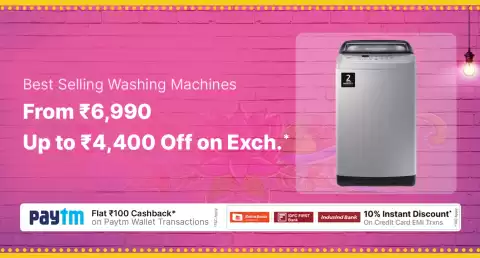 Best Selling Washing Machines
From ₹6,990
Up to ₹4,400 Off on Exch.*
2
paytm
Flat ₹100 Cashback*
on Paytm Wallet Transactions
IDFC FIRST
Bank
IndusInd Bank
10% Instant Discount*
On Credit Card EMI Trxns